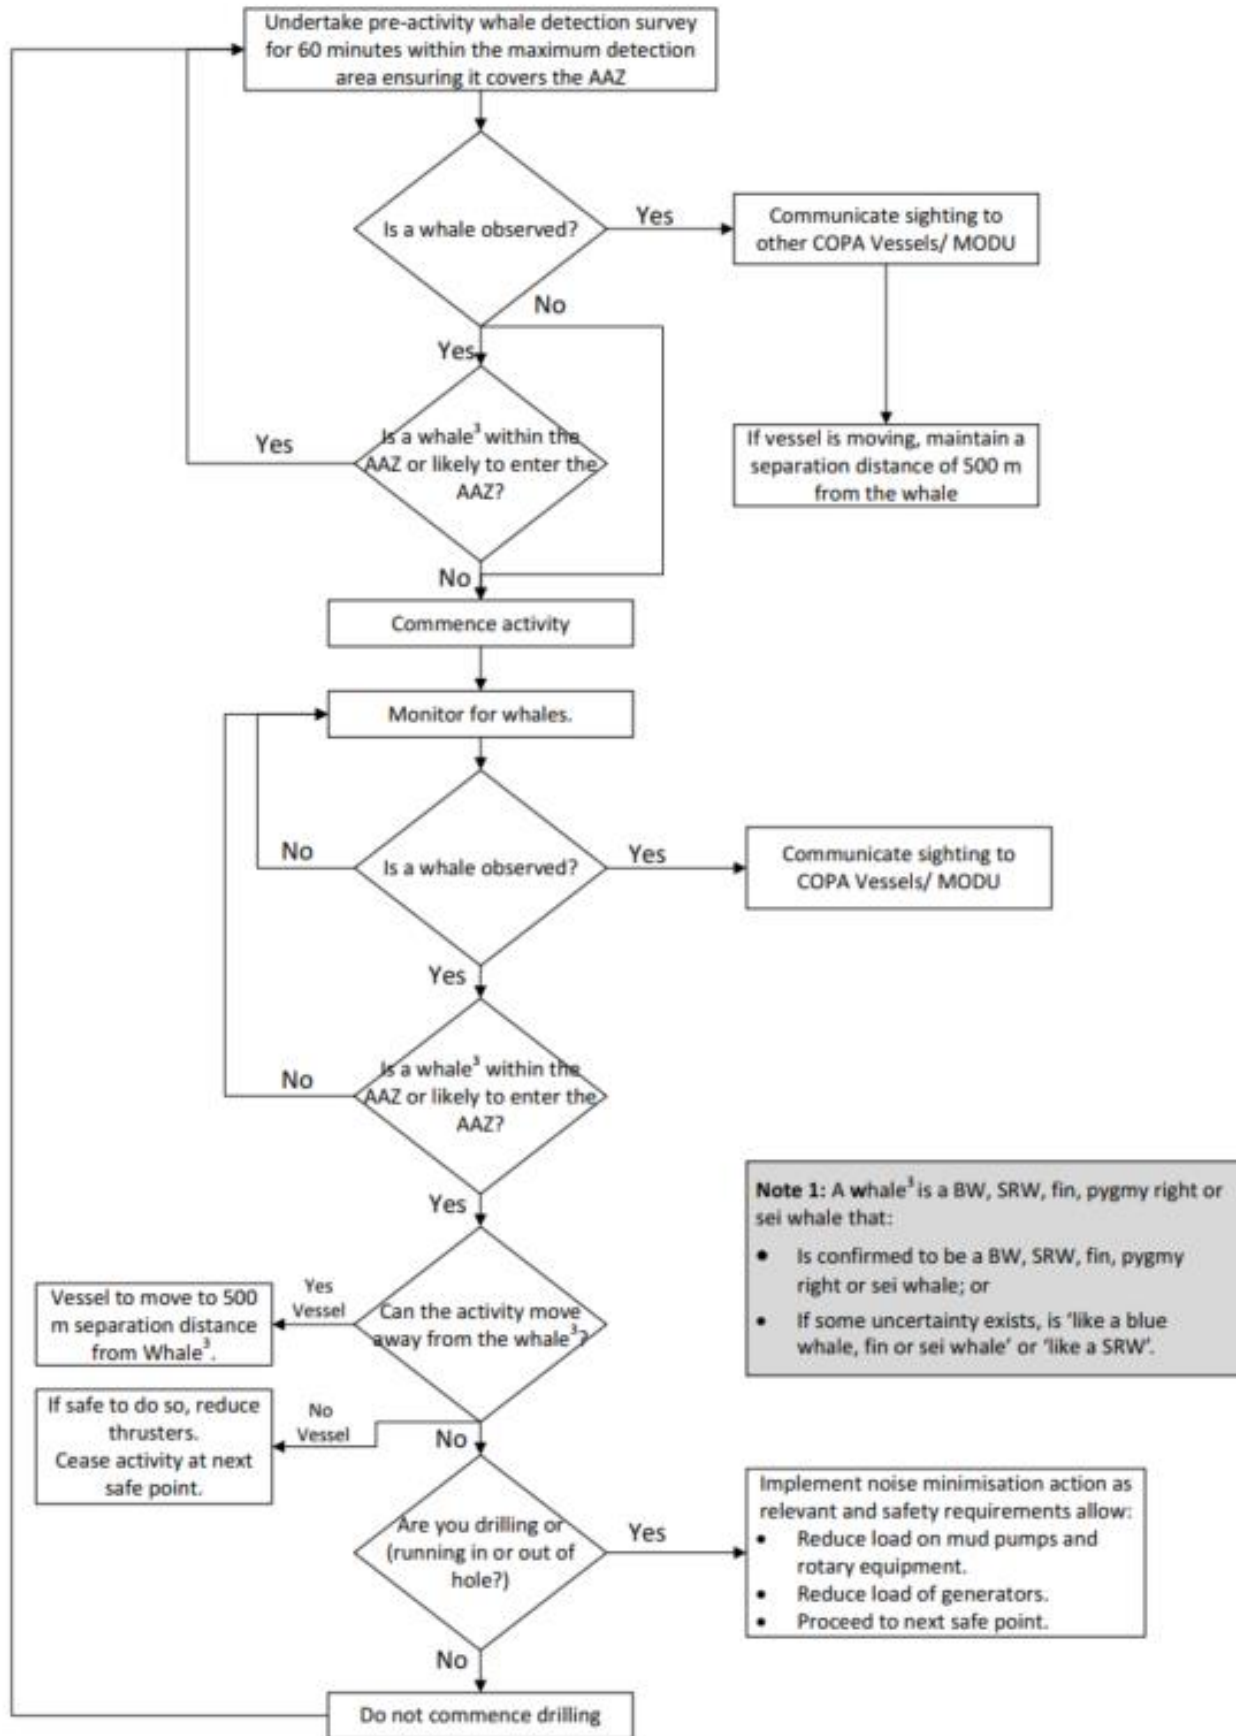 Undertake pre-activity whale detection survey
for 60 minutes within the maximum detection
area ensuring it covers the AAZ
Is a whale observed?
Yes
Communicate sighting to
other COPA Vessels/ MODU
No
Yes
Is a whale³ within the
AAZ or likely to enter the
AAZ?
Yes
If vessel is moving, maintain a
separation distance of 500 m
from the whale
No
Commence activity
Monitor for whales.
Is a whale observed?
No
Yes
Communicate sighting to
COPA Vessels/ MODU
Yes
Is a whale³ within the
AAZ or likely to enter the
AAZ?
No
Yes
Note 1: A whale³ is a BW, SRW, fin, pygmy right or
sei whale that:
• Is confirmed to be a BW, SRW, fin, pygmy
right or sei whale; or
• If some uncertainty exists, is ‘like a blue
whale, fin or sei whale’ or ‘like a SRW’.
Can the activity move
away from the whale³?
Yes
Vessel
Vessel to move to 500
m separation distance
from Whale³.
No
Vessel
If safe to do so, reduce
thrusters.
Cease activity at next
safe point.
No
Are you drilling or
(running in or out of
hole?)
Yes
Implement noise minimisation action as
relevant and safety requirements allow:
• Reduce load on mud pumps and
rotary equipment.
• Reduce load of generators.
• Proceed to next safe point.
No
Do not commence drilling